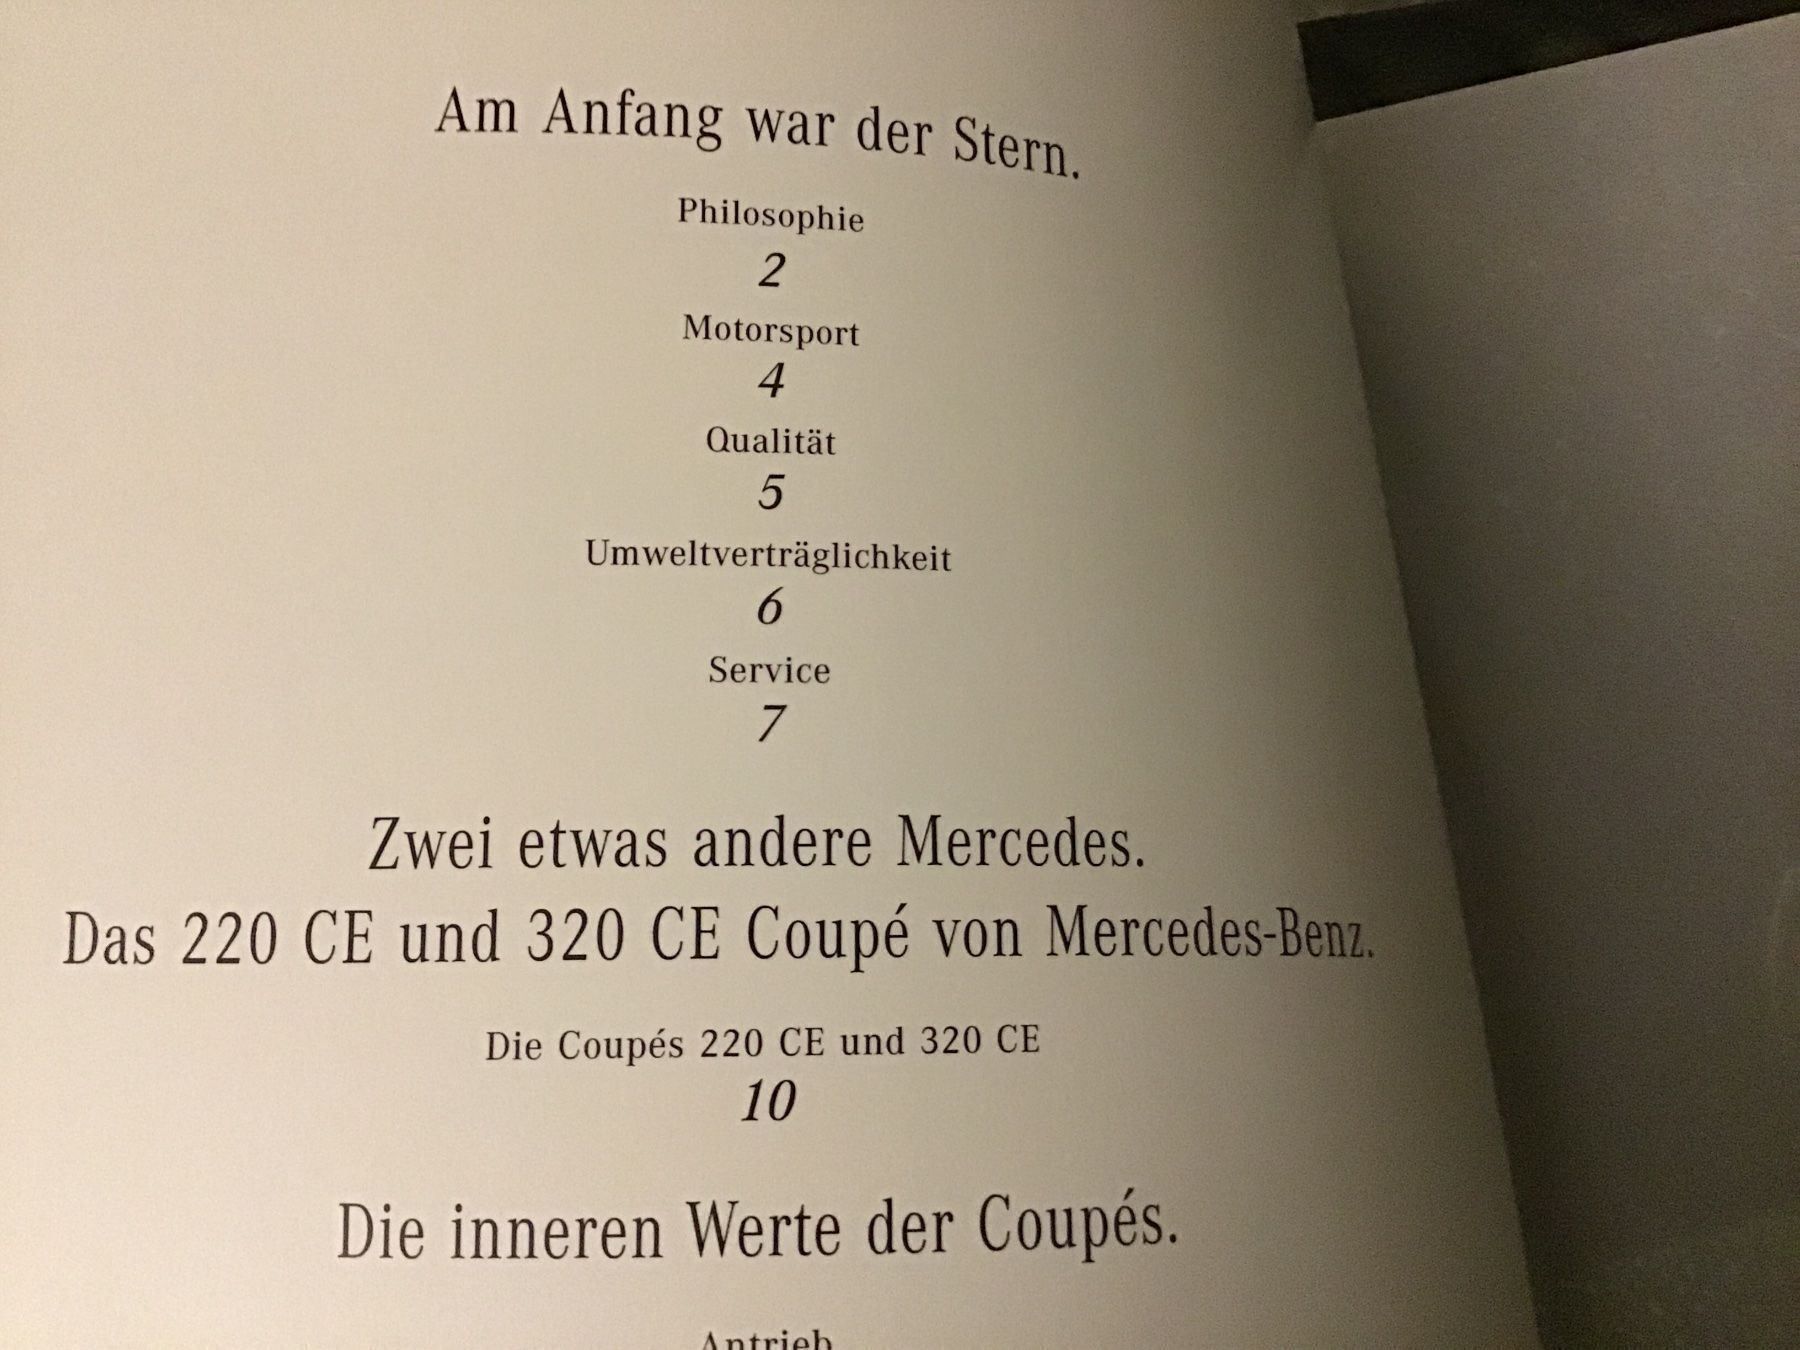 Am Anfang war der Stern.
Philosophie
2
Motorsport
4
Qualität
5
Umweltverträglichkeit
6
Service
7
Zwei etwas andere Mercedes.
Das 220 CE und 320 CE Coupé von Mercedes-Benz.
Die Coupés 220 CE und 320 CE
10
Die inneren Werte der Coupés.
Antrieb